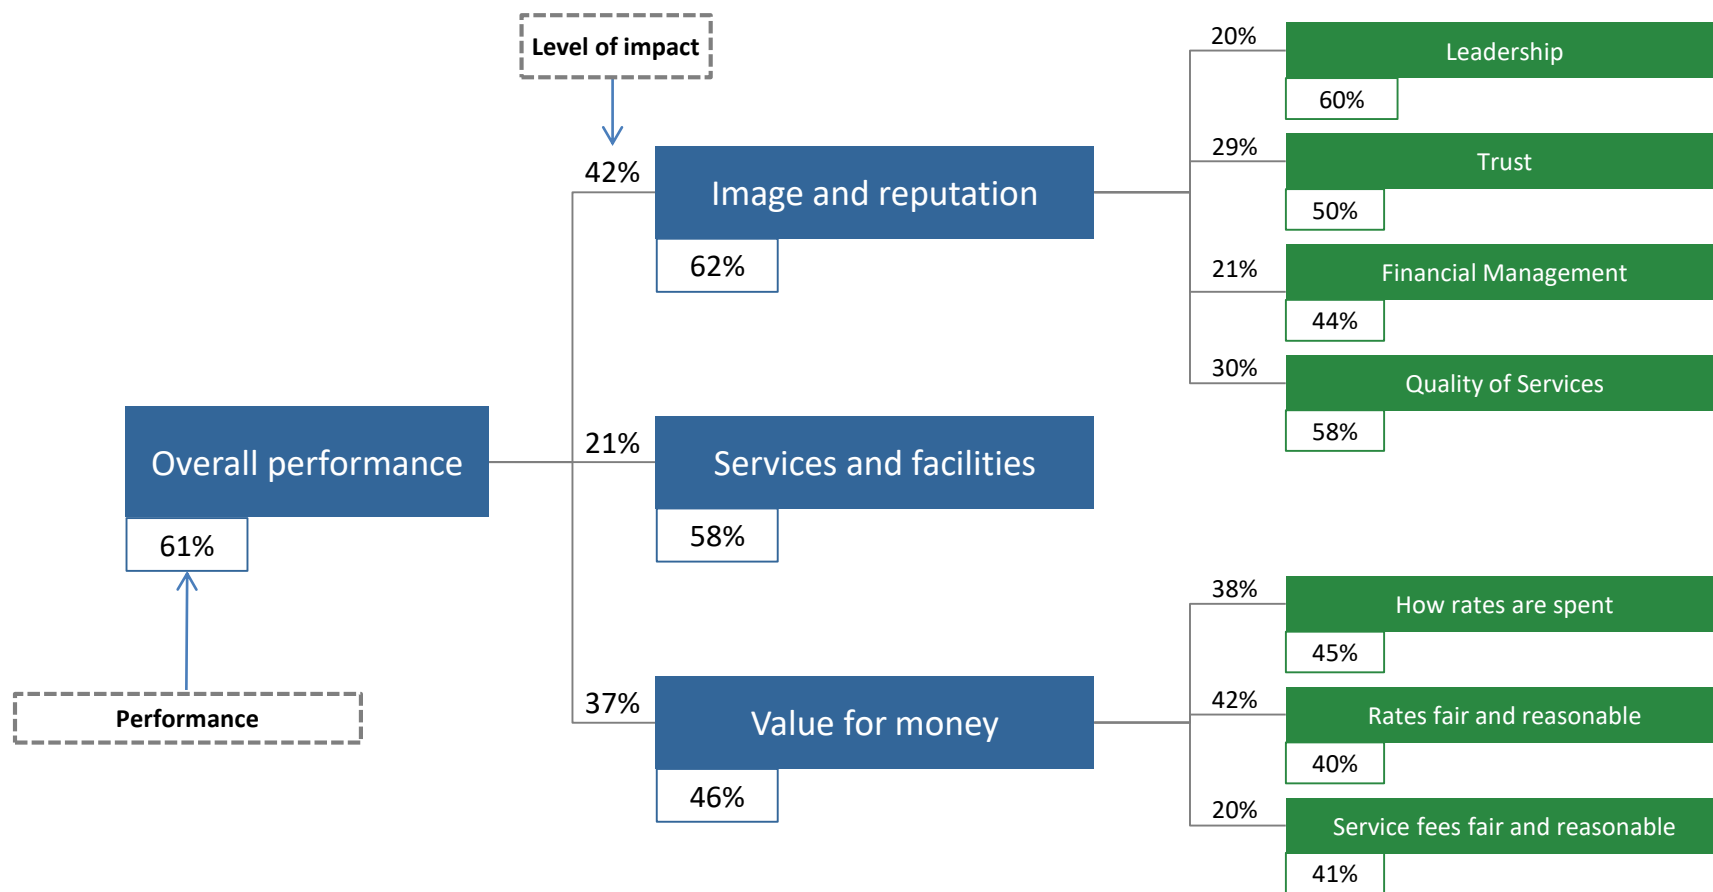 Level of impact
20%
Leadership
60%
29%
Trust
50%
42%
Image and reputation
62%
21%
Financial Management
44%
30%
Quality of Services
58%
Overall performance
61%
21%
Services and facilities
58%
Performance
37%
Value for money
46%
38%
How rates are spent
45%
42%
Rates fair and reasonable
40%
20%
Service fees fair and reasonable
41%